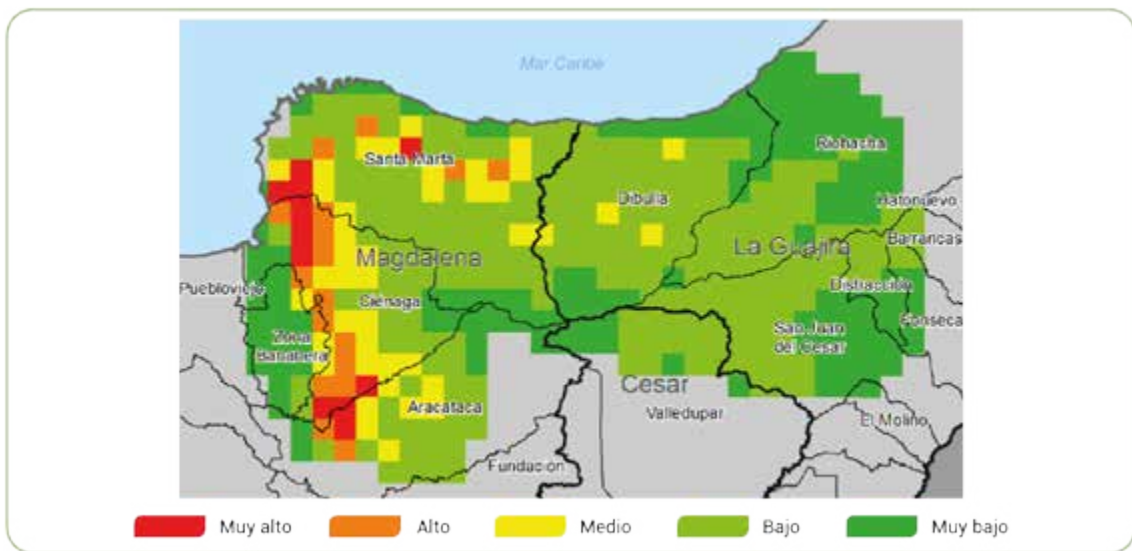 Mar Caribe
Riohacha
Santa Marta
Dibulla
Hatonuevo
Barrancas
La Guajira
Magdalena
Puebloviejo
Distracción
Ciénaga
Fonseca
Zona
Bananera
San Juan
del Cesar
Cesar
Aracataca
Valledupar
El Molino
Fundación
Muy alto
Alto
Medio
Bajo
Muy bajo